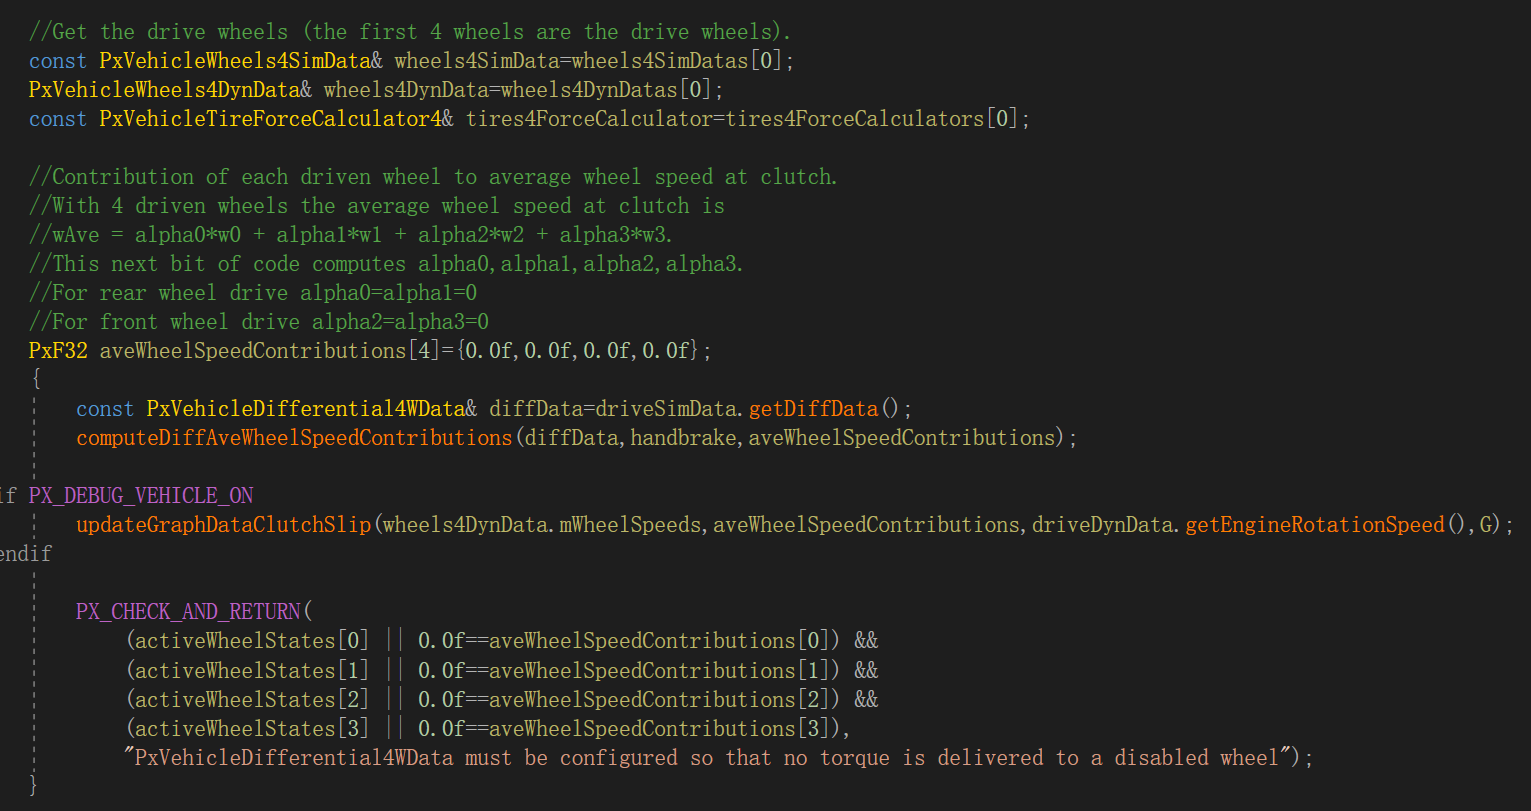 //Get the drive wheels (the first 4 wheels are the drive wheels).
const PxVehicleWheels4SimData& wheels4SimData=wheels4SimDatas[0];
PxVehicleWheels4DynData& wheels4DynData=wheels4DynDatas[0];
const PxVehicleTireForceCalculator4& tires4ForceCalculator=tires4ForceCalculators[0];
//Contribution of each driven wheel to average wheel speed at clutch.
//With 4 driven wheels the average wheel speed at clutch is
//wAve = alpha0*w0 + alpha1*w1 + alpha2*w2 + alpha3*w3.
//This next bit of code computes alpha0,alpha1,alpha2,alpha3.
//For rear wheel drive alpha0=alpha1=0
//For front wheel drive alpha2=alpha3=0
PxF32 aveWheelSpeedContributions[4]={0.0f,0.0f,0.0f,0.0f};
{
const PxVehicleDifferential4WData& diffData=driveSimData.getDiffData();
computeDiffAveWheelSpeedContributions(diffData,handbrake,aveWheelSpeedContributions);
if PX_DEBUG_VEHICLE_ON
updateGraphDataClutchSlip(wheels4DynData.mWheelSpeeds,aveWheelSpeedContributions,driveDynData.getEngineRotationSpeed(),G);
endif
PX_CHECK_AND_RETURN(
(activeWheelStates[0] || 0.0f==aveWheelSpeedContributions[0]) &&
(activeWheelStates[1] || 0.0f==aveWheelSpeedContributions[1]) &&
(activeWheelStates[2] || 0.0f==aveWheelSpeedContributions[2]) &&
(activeWheelStates[3] || 0.0f==aveWheelSpeedContributions[3]),
"PxVehicleDifferential4WData must be configured so that no torque is delivered to a disabled wheel");
}